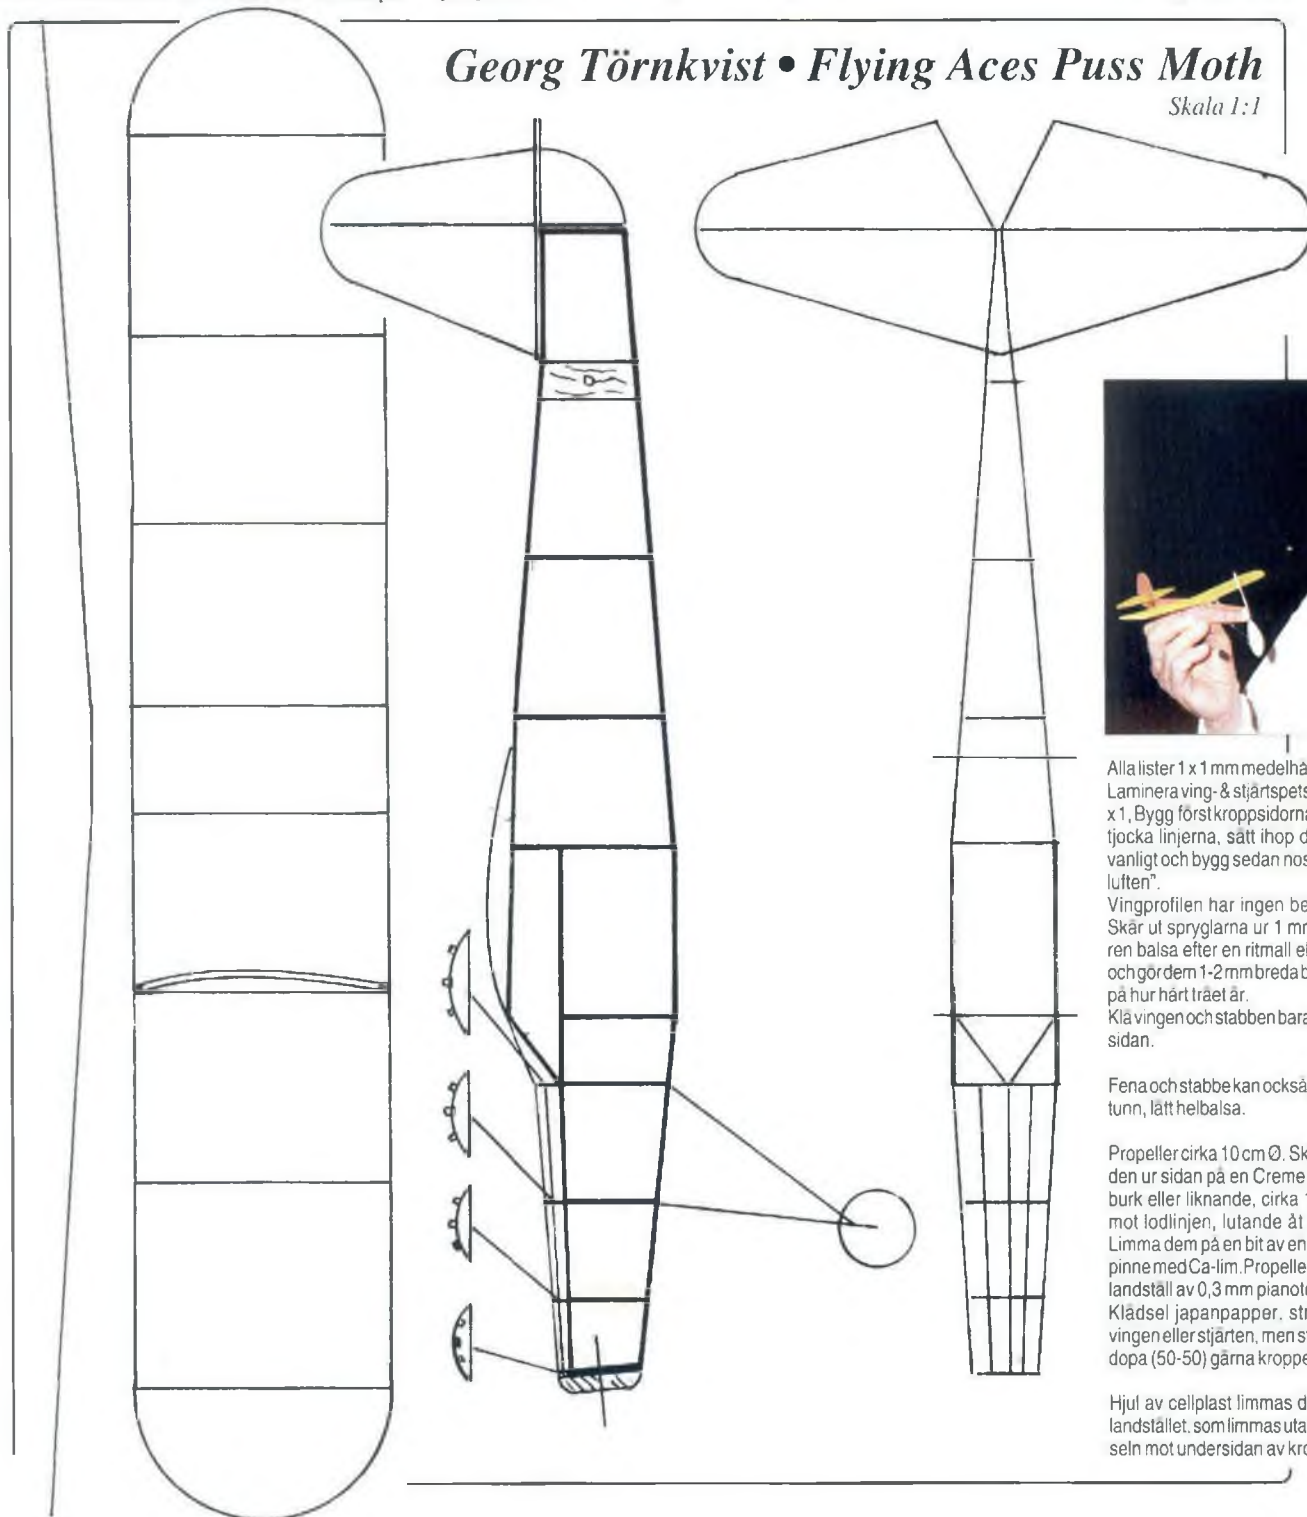 Georg Törnkvist • Flying Aces Puss Moth
Skala 1:1
Alla lister 1 x 1 mm medelhå
Laminera ving- & stjärtspets
x 1, Bygg först kroppsidorna
tjocka linjerna, sätt ihop d
vanligt och bygg sedan nos
luften".
Vingprofilen har ingen be
Skär ut spryglarna ur 1 mr
ren balsa efter en ritmall el
och gör dem 1-2 mm breda b
på hur hårt träet är.
Klä vingen och stabben bara
sidan.
Fena och stabbe kan också
tunn, lätt helbalsa.
Propeller cirka 10 cm Ø. Sk
den ur sidan på en Creme
burk eller liknande, cirka 1
mot lodlinjen, lutande åt
Limma dem på en bit av en
pinne med Ca-lim. Propelle
landställ av 0,3 mm pianot
Klädsel japanpapper, str
vingen eller stjärten, men s
dopa (50-50) gärna kroppe
Hjul av cellplast limmas d
landstället, som limmas uta
seln mot undersidan av kro